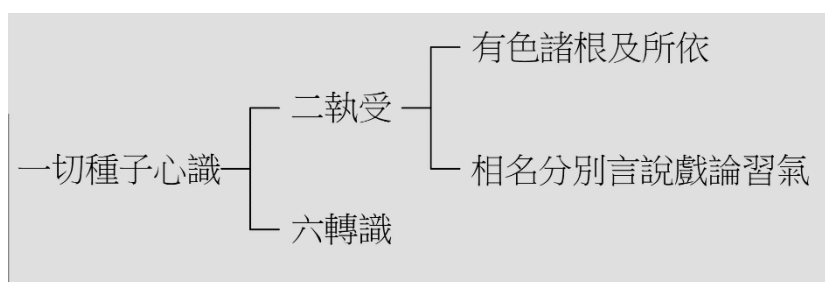 有色諸根及所依
二執受
一切種子心識
相名分別言說戲論習氣
六轉識